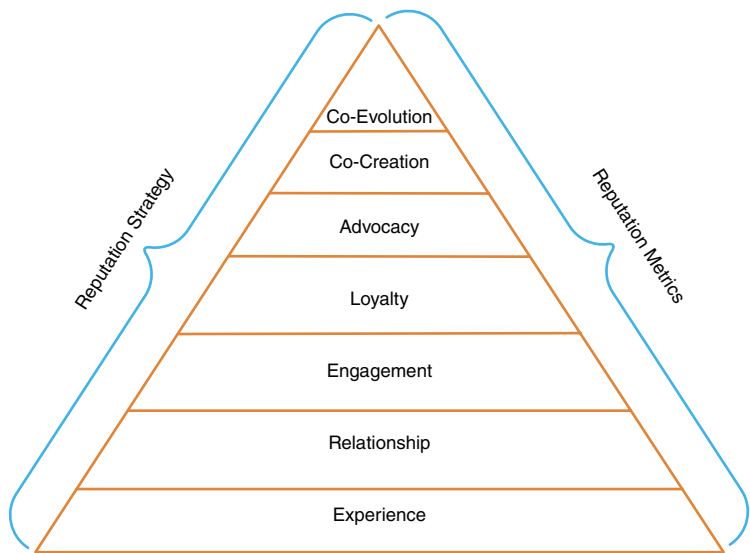 Co-Evolution
Co-Creation
Advocacy
Loyalty
Engagement
Relationship
Experience
Reputation Strategy
Reputation Metrics